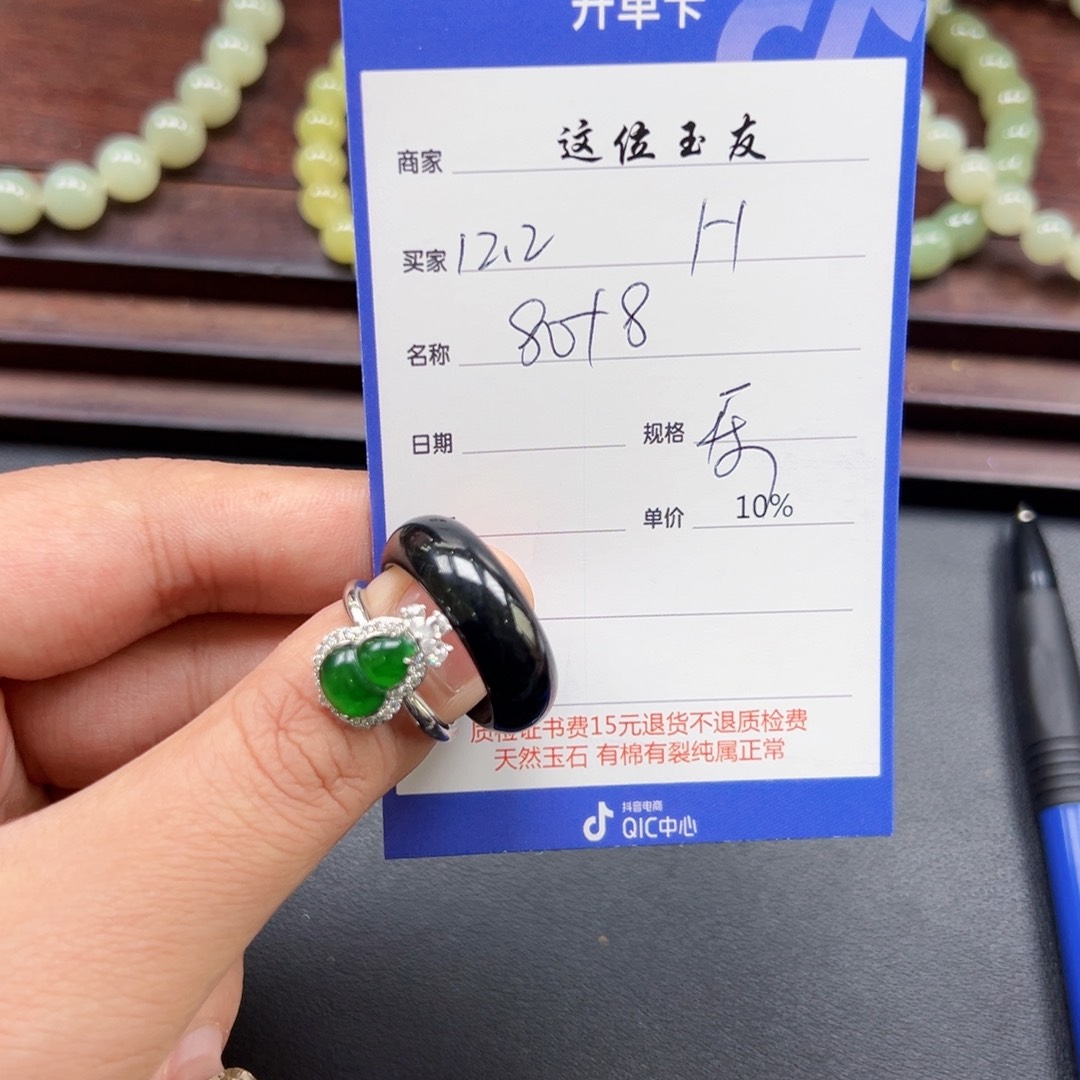 开单卡
商家 这位玉友
买家 12.2 H
名称 80+8
日期 规格
单价 10%
质检证书费15元退货不退质检费
天然玉石 有棉有裂纯属正常
抖音电商
QIC中心